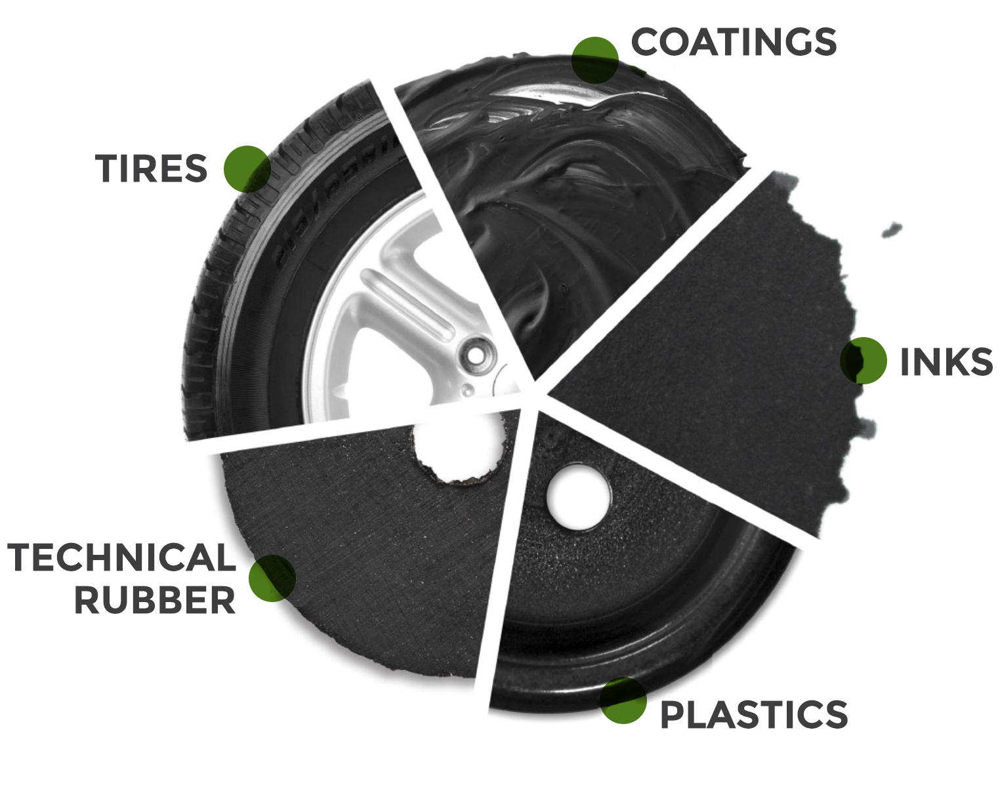 COATINGS
TIRES
INKS
TECHNICAL
RUBBER
PLASTICS